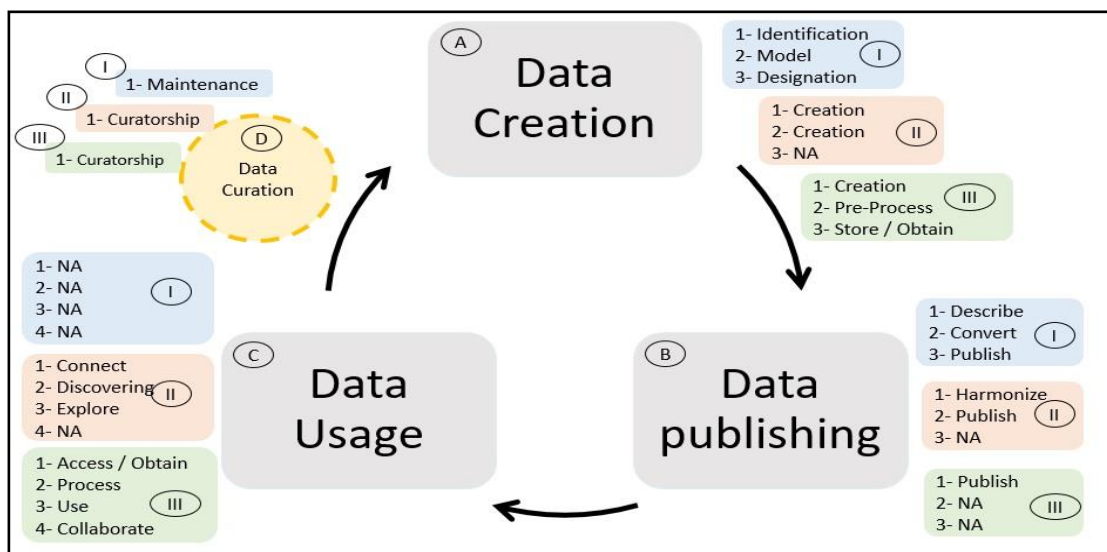 A
Data
Creation
1- Identification
2- Model
3- Designation
I
1- Creation
2- Creation
3- NA
II
1- Creation
2- Pre-Process
3- Store / Obtain
III
B
Data
publishing
1- Describe
2- Convert
3- Publish
I
1- Harmonize
2- Publish
3- NA
II
1- Publish
2- NA
3- NA
III
C
Data
Usage
1- NA
2- NA
3- NA
4- NA
I
1- Connect
2- Discovering
3- Explore
4- NA
II
1- Access / Obtain
2- Process
3- Use
4- Collaborate
III
D
Data
Curation
I
1- Maintenance
II
1- Curatorship
III
1- Curatorship